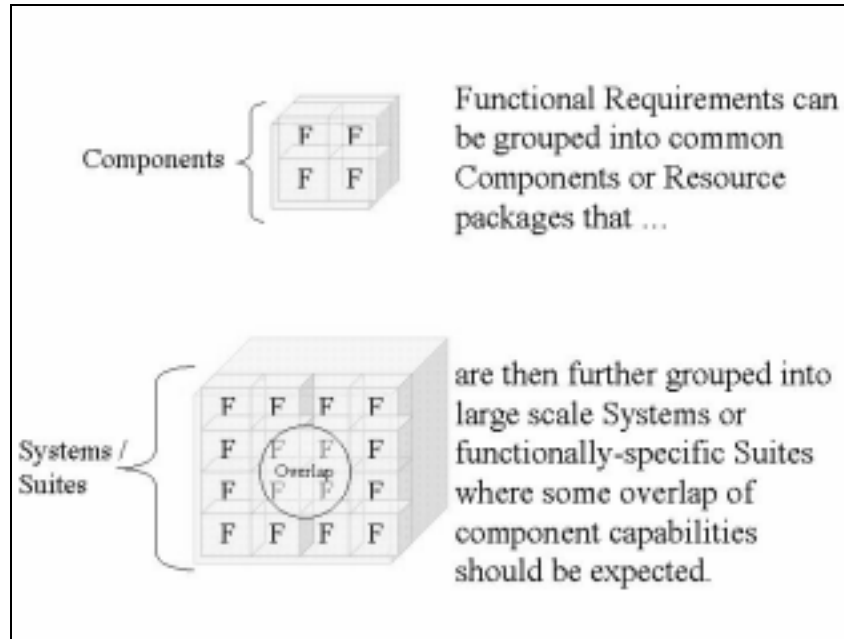 Components
F F
F F
Functional Requirements can
be grouped into common
Components or Resource
packages that ...
Systems /
Suites
F F F F
F F F F
Overlap
F F F F
F F F F
are then further grouped into
large scale Systems or
functionally-specific Suites
where some overlap of
component capabilities
should be expected.